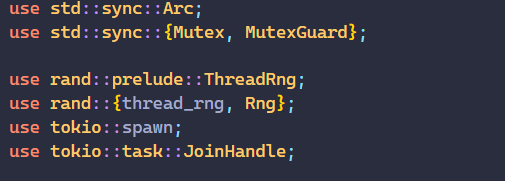 use std::sync::Arc;
use std::sync::{Mutex, MutexGuard};
use rand::prelude::ThreadRng;
use rand::{thread_rng, Rng};
use tokio::spawn;
use tokio::task::JoinHandle;